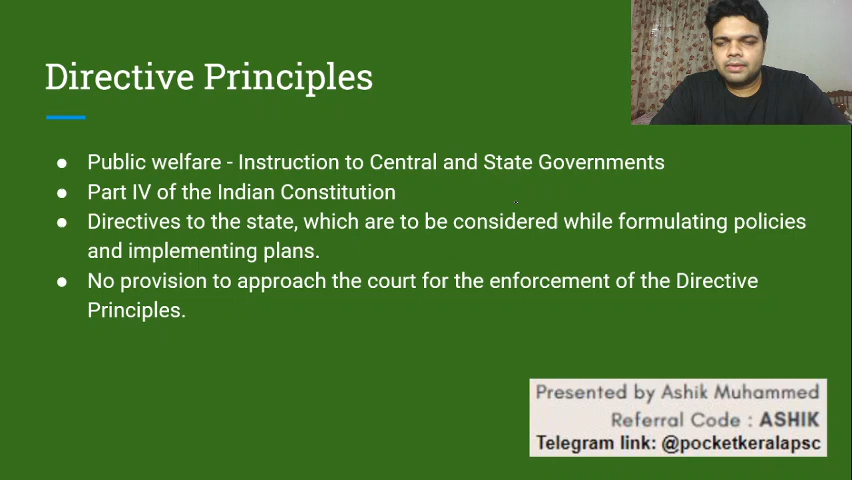 Directive Principles
● Public welfare - Instruction to Central and State Governments
● Part IV of the Indian Constitution
● Directives to the state, which are to be considered while formulating policies
and implementing plans.
● No provision to approach the court for the enforcement of the Directive
Principles.
Presented by Ashik Muhammed
Referral Code : ASHIK
Telegram link: @pocketkeralapsc